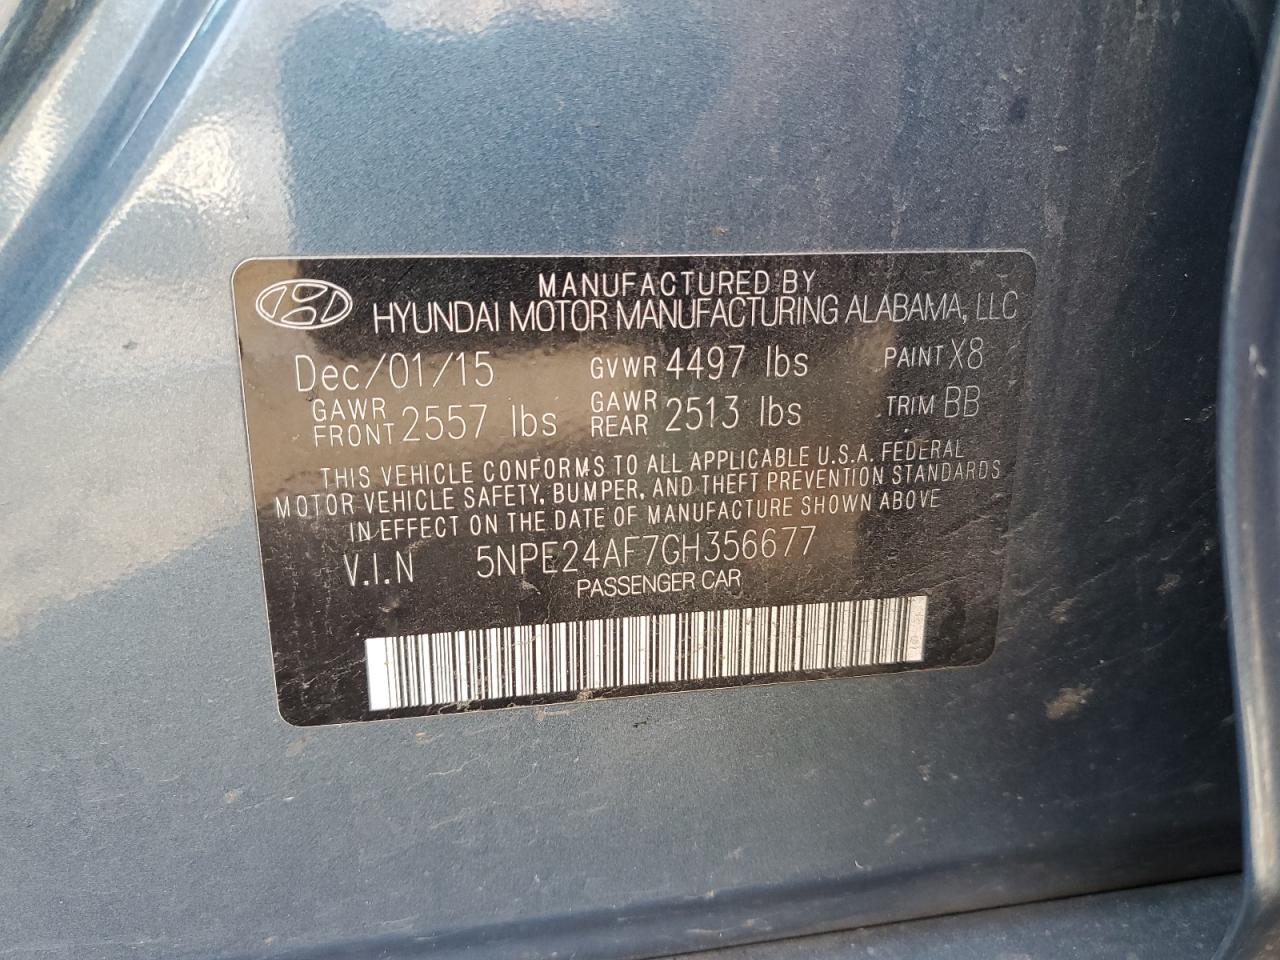 MANUFACTURED BY
HYUNDAI MOTOR MANUFACTURING ALABAMA, LLC
Dec/01/15 GVWR 4497 lbs PAINT X8
GAWR FRONT 2557 lbs GAWR REAR 2513 lbs TRIM BB
THIS VEHICLE CONFORMS TO ALL APPLICABLE U.S.A. FEDERAL
MOTOR VEHICLE SAFETY, BUMPER, AND THEFT PREVENTION STANDARDS
IN EFFECT ON THE DATE OF MANUFACTURE SHOWN ABOVE
V.I.N 5NPE24AF7GH356677
PASSENGER CAR